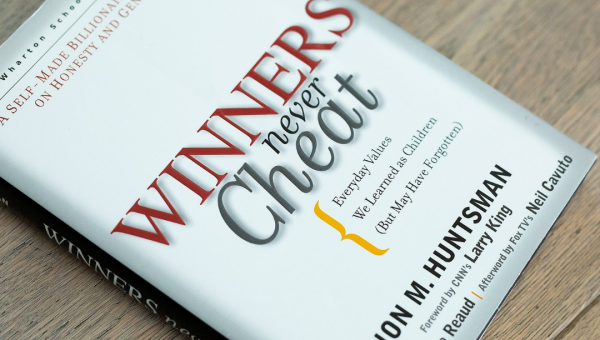 Wharton Schoo
A SELF-MADE BILLIONAI
ON HONESTY AND GEN
WINNERS
never
Cheat
Everyday Values
We Learned as Children
(But May Have Forgotten)
ON M. HUNTSMAN
Foreword by CNN's Larry King
Reaud | Afterword by Fox TV's Neil Cavuto
WINNERS never